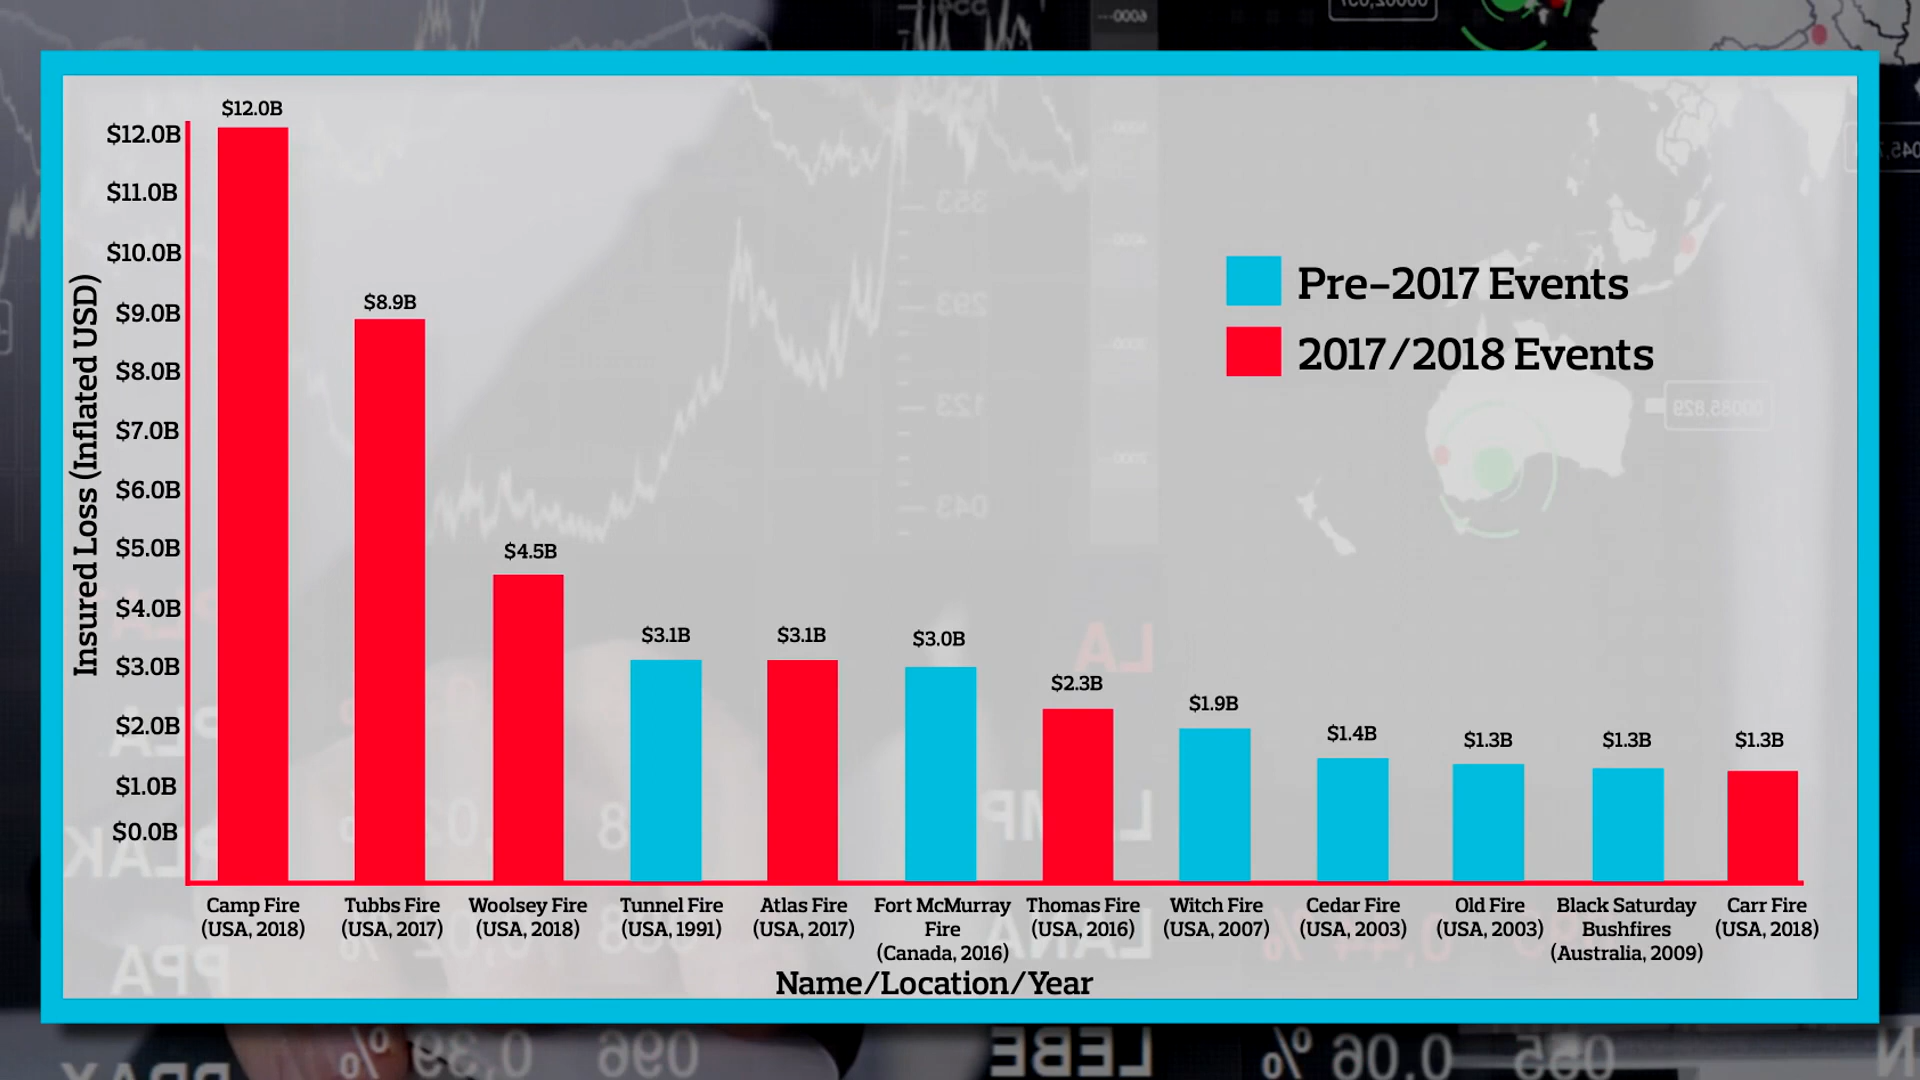 $12.0B
$11.0B
$10.0B
$9.0B
$8.0B
$7.0B
$6.0B
$5.0B
$4.0B
$3.0B
$2.0B
$1.0B
$0.0B
Insured Loss (Inflated USD)
$12.0B
$8.9B
$4.5B
$3.1B
$3.1B
$3.0B
$2.3B
$1.9B
$1.4B
$1.3B
$1.3B
$1.3B
Pre-2017 Events
2017/2018 Events
Camp Fire
(USA, 2018)
Tubbs Fire
(USA, 2017)
Woolsey Fire
(USA, 2018)
Tunnel Fire
(USA, 1991)
Atlas Fire
(USA, 2017)
Fort McMurray
Fire
(Canada, 2016)
Thomas Fire
(USA, 2016)
Witch Fire
(USA, 2007)
Cedar Fire
(USA, 2003)
Old Fire
(USA, 2003)
Black Saturday
Bushfires
(Australia, 2009)
Carr Fire
(USA, 2018)
Name/Location/Year